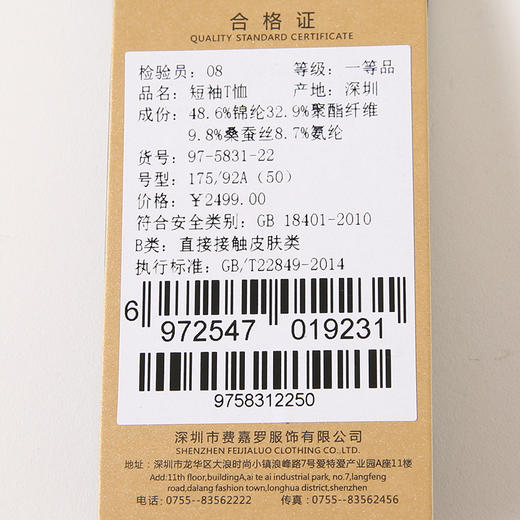 合格证
QUALITY STANDARD CERTIFICATE
检验员：08 等级：一等品
品名：短袖T恤 产地：深圳
成份：48.6%锦纶32.9%聚酯纤维
9.8%桑蚕丝8.7%氨纶
货号：97-5831-22
号型：175/92A（50）
价格：￥2499.00
符合安全类别：GB 18401-2010
B类：直接接触皮肤类
执行标准：GB/T22849-2014
6 972547 019231
9758312250
深圳市费嘉罗服饰有限公司
SHENZHEN FEIJIALUO CLOTHING CO.,LTD.
地址：深圳市龙华区大浪时尚小镇浪峰路7号爱特爱产业园A座11楼
Add:11th floor,building A,ai te ai industrial park, no.7,langfeng
road,dalang fashion town,longhua district,shenzhen
电话：0755--83562222 传真：0755--83562456